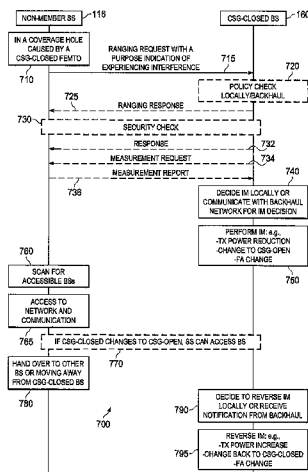 NON-MEMBER SS
116
CSG-CLOSED BS
160
IN A COVERAGE HOLE
CAUSED BY A
CSG-CLOSED FEMTO
710
RANGING REQUEST WITH A
PURPOSE INDICATION OF
EXPERIENCING INTERFERENCE
715
720
POLICY CHECK
LOCALLY/BACKHAUL
725
RANGING RESPONSE
730
SECURITY CHECK
RESPONSE
732
MEASUREMENT REQUEST
734
MEASUREMENT REPORT
738
740
DECIDE IM LOCALLY OR
COMMUNICATE WITH BACKHAUL
NETWORK FOR IM DECISION
PERFORM IM: e.g.,
-TX POWER REDUCTION
-CHANGE TO CSG-OPEN
-FA CHANGE
760
760
SCAN FOR
ACCESSIBLE BSs
ACCESS TO
NETWORK AND
COMMUNICATION
765
IF CSG-CLOSED CHANGES TO CSG-OPEN, SS CAN ACCESS BS
770
HAND OVER TO OTHER
BS OR MOVING AWAY
FROM CSG-CLOSED BS
780
700
790
DECIDE TO REVERSE IM
LOCALLY OR RECEIVE
NOTIFICATION FROM BACKHAUL
795
REVERSE IM: e.g.,
-TX POWER INCREASE
-CHANGE BACK TO CSG-CLOSED
-FA CHANGE